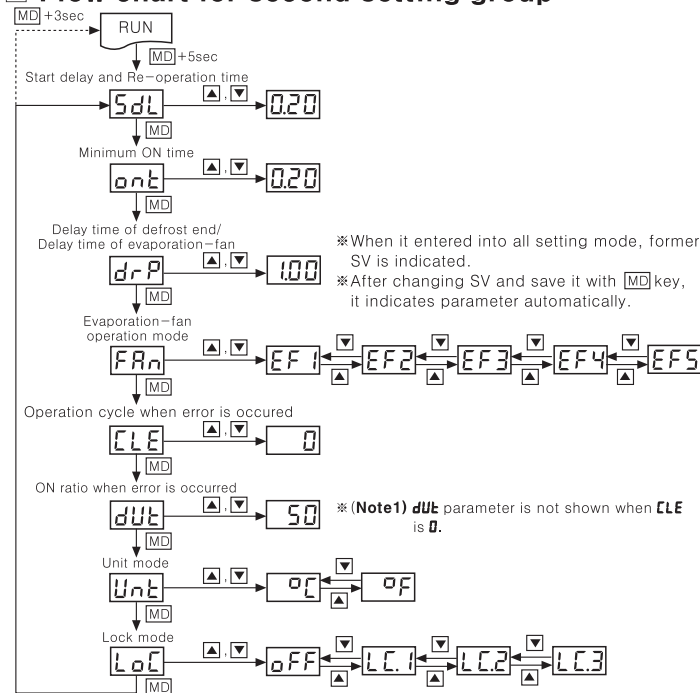 Flow chart for second setting group
MD +3sec
RUN
MD +5sec
Start delay and Re-operation time
SdL ▲,▼ 0.20
MD
Minimum ON time
ont ▲,▼ 0.20
MD
Delay time of defrost end/
Delay time of evaporation-fan
drP ▲,▼ 1.00
MD
※When it entered into all setting mode, former
SV is indicated.
※After changing SV and save it with MD key,
it indicates parameter automatically.
Evaporation-fan
operation mode
FAn ▲,▼ EF1 ▼ ▲ EF2 ▼ ▲ EF3 ▼ ▲ EF4 ▼ ▲ EF5
MD
Operation cycle when error is occured
CLE ▲,▼ 0
MD
ON ratio when error is occurred
dUt ▲,▼ 50
MD
※(Note1) dUt parameter is not shown when CLE
is 0.
Unit mode
Unt ▲,▼ °C ▼ ▲ °F
MD
Lock mode
LoC ▲,▼ oFF ▼ ▲ LC.1 ▼ ▲ LC.2 ▼ ▲ LC.3
MD